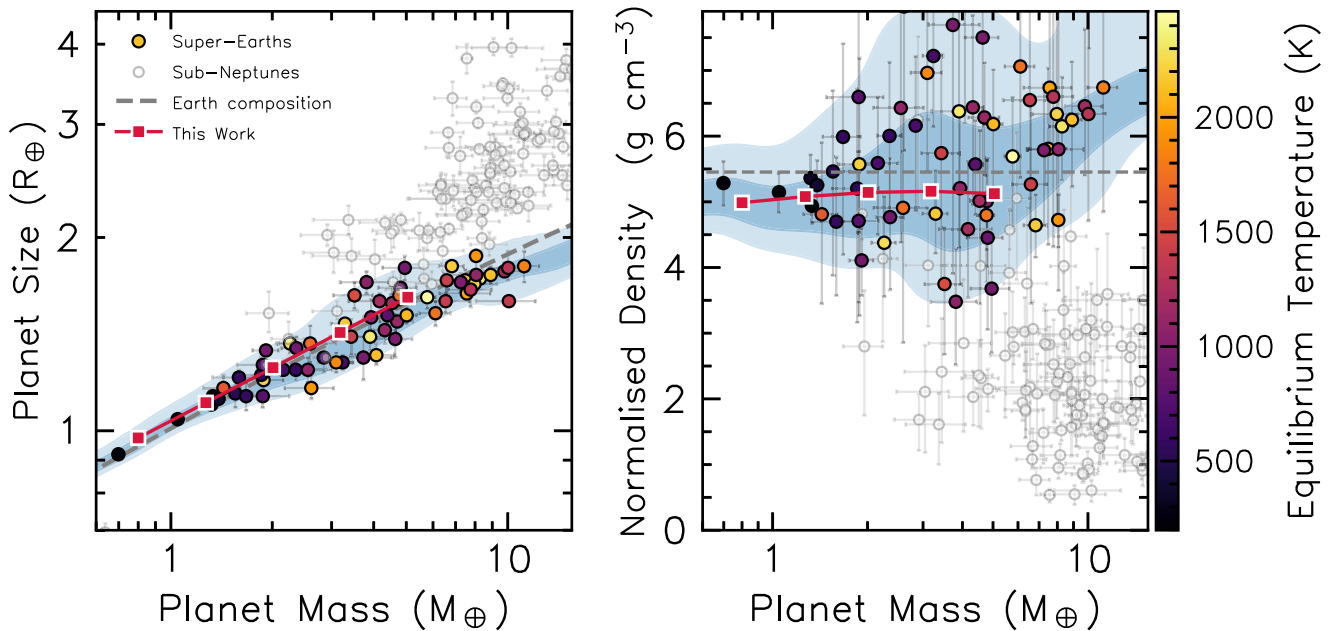 4
3
2
1
Planet Size (R⊕)
Super-Earths
Sub-Neptunes
Earth composition
This Work
1
10
Planet Mass (M⊕)
Normalised Density (g cm⁻³)
6
4
2
0
1
10
Planet Mass (M⊕)
2000
1500
1000
500
Equilibrium Temperature (K)